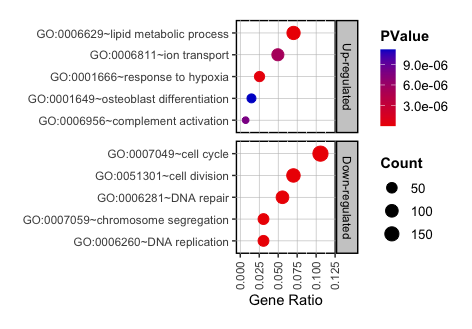 GO:0006629~lipid metabolic process
GO:0006811~ion transport
GO:0001666~response to hypoxia
GO:0001649~osteoblast differentiation
GO:0006956~complement activation
Up-regulated
GO:0007049~cell cycle
GO:0051301~cell division
GO:0006281~DNA repair
GO:0007059~chromosome segregation
GO:0006260~DNA replication
Down-regulated
0.000 0.025 0.050 0.075 0.100 0.125
Gene Ratio
PValue
9.0e-06
6.0e-06
3.0e-06
Count
50
100
150